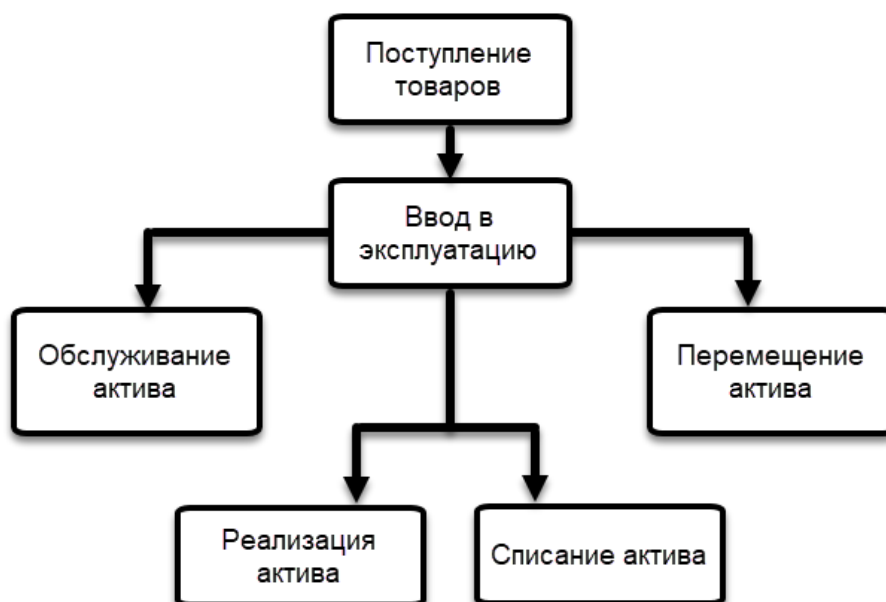 Поступление
товаров
Ввод в
эксплуатацию
Обслуживание
актива
Перемещение
актива
Реализация
актива
Списание актива